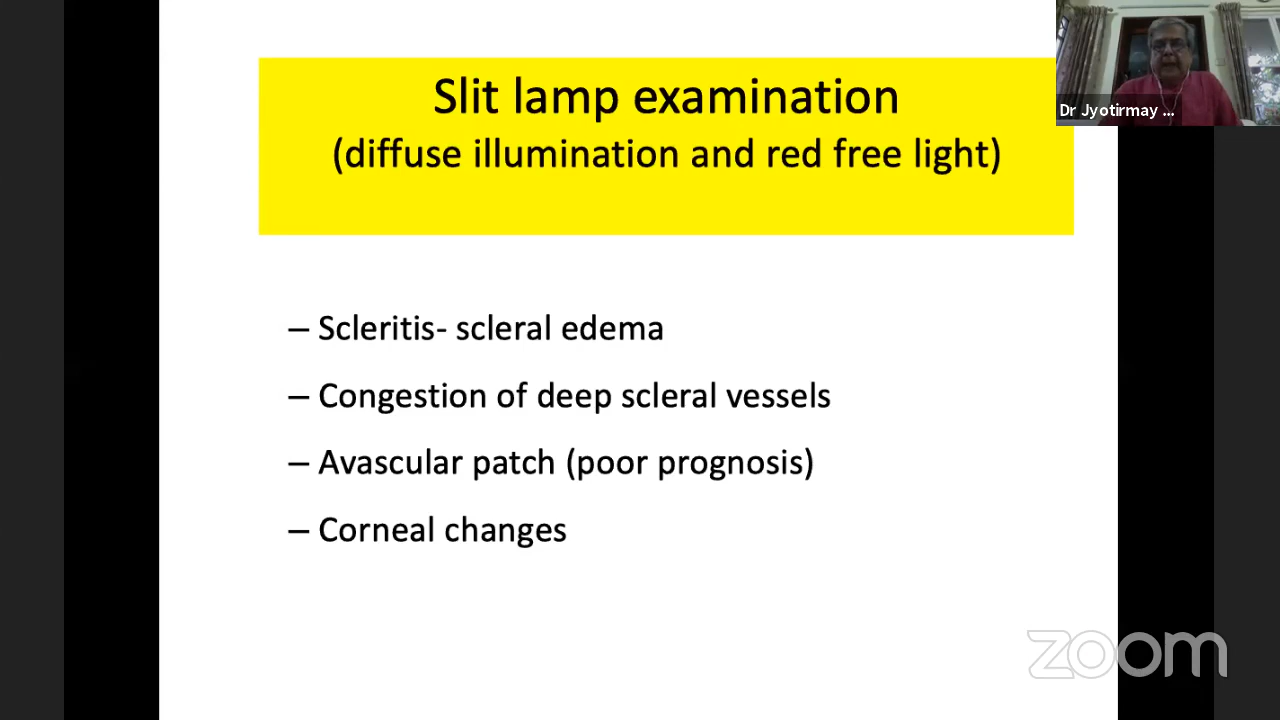 Slit lamp examination
(diffuse illumination and red free light)
– Scleritis- scleral edema
– Congestion of deep scleral vessels
– Avascular patch (poor prognosis)
– Corneal changes
Dr Jyotirmay ...
zoom